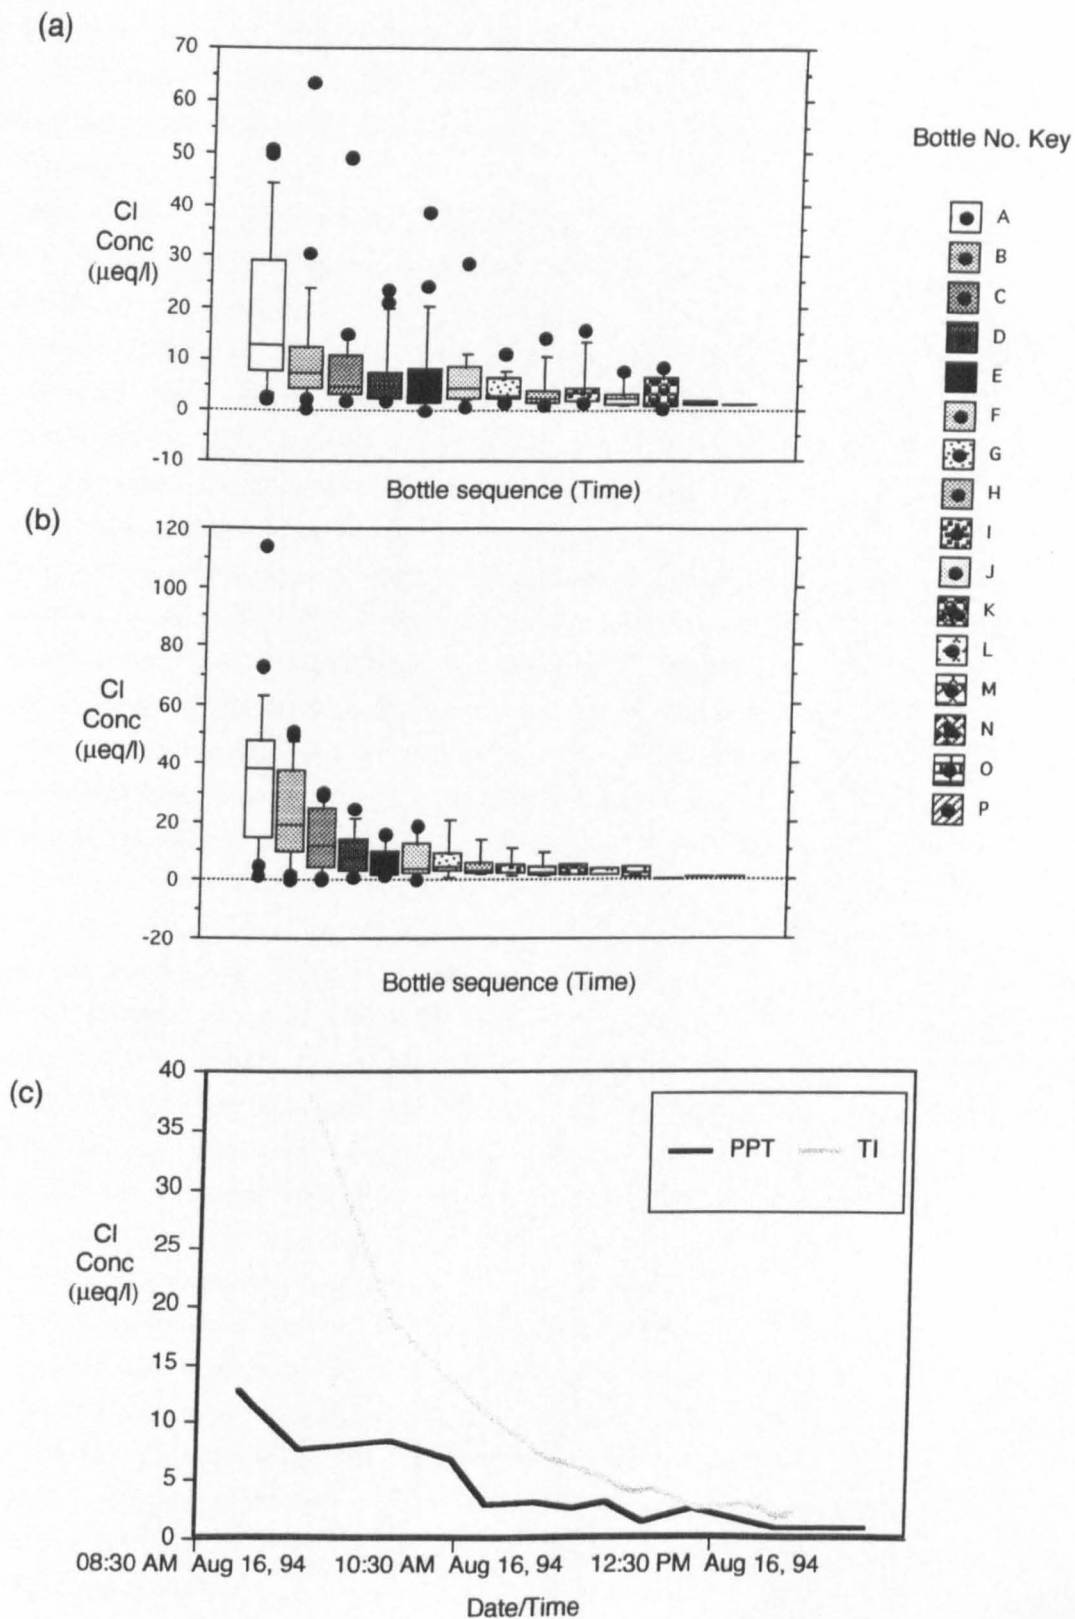 (a)
70
60
50
40
30
20
10
0
-10
Cl
Conc
(µeq/l)
Bottle sequence (Time)
Bottle No. Key
A
B
C
D
E
F
G
H
I
J
K
L
M
N
O
P
(b)
120
100
80
60
40
20
0
-20
Cl
Conc
(µeq/l)
Bottle sequence (Time)
(c)
40
35
30
25
20
15
10
5
0
Cl
Conc
(µeq/l)
PPT TI
08:30 AM Aug 16, 94 10:30 AM Aug 16, 94 12:30 PM Aug 16, 94
Date/Time